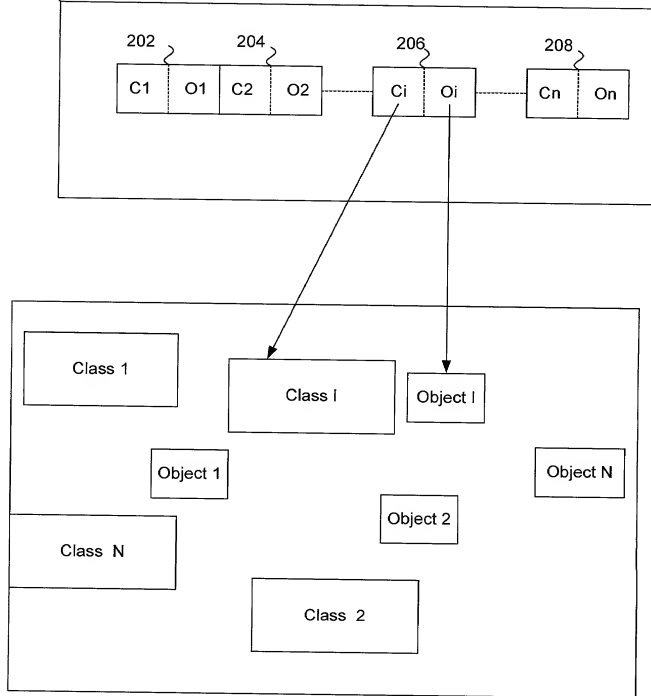 202 204 206 208
C1 O1 C2 O2 Ci Oi Cn On
Class 1
Class I
Object I
Object 1
Object N
Object 2
Class N
Class 2